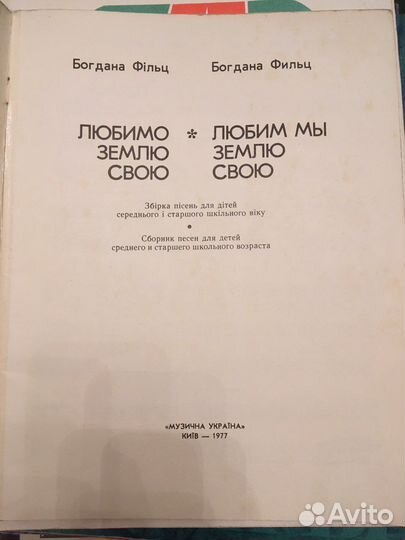 Богдана Фільц
Богдана Фильц
ЛЮБИМО
ЗЕМЛЮ
СВОЮ
*
ЛЮБИМ МЫ
ЗЕМЛЮ
СВОЮ
Збірка пісень для дітей
середнього і старшого шкільного віку
•
Сборник песен для детей
среднего и старшего школьного возраста
«МУЗИЧНА УКРАЇНА»
КИЇВ — 1977
Avito